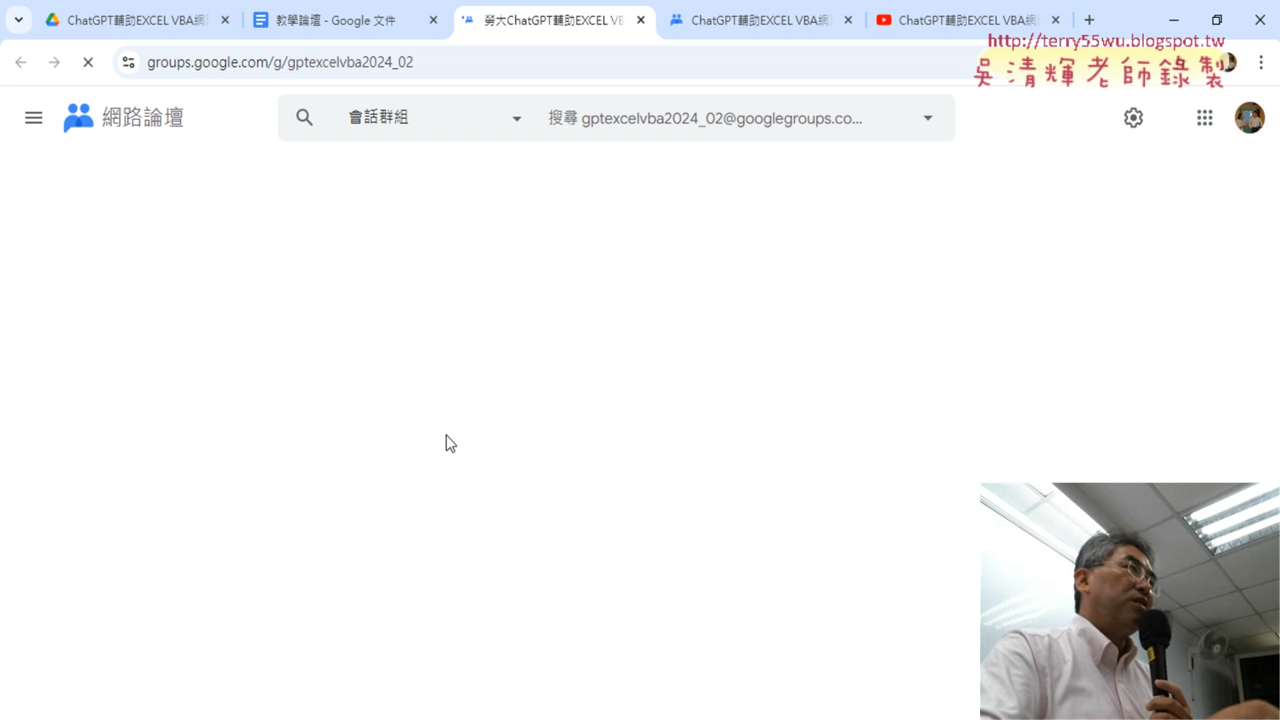 ChatGPT輔助EXCEL VBA網
教學論壇 - Google 文件
勞大ChatGPT輔助EXCEL VB
ChatGPT輔助EXCEL VBA網
ChatGPT輔助EXCEL VBA網
http://terry55wu.blogspot.tw
groups.google.com/g/gptexcelvba2024_02
吳清輝老師錄製
網路論壇
會話群組
搜尋 gptexcelvba2024_02@googlegroups.co...